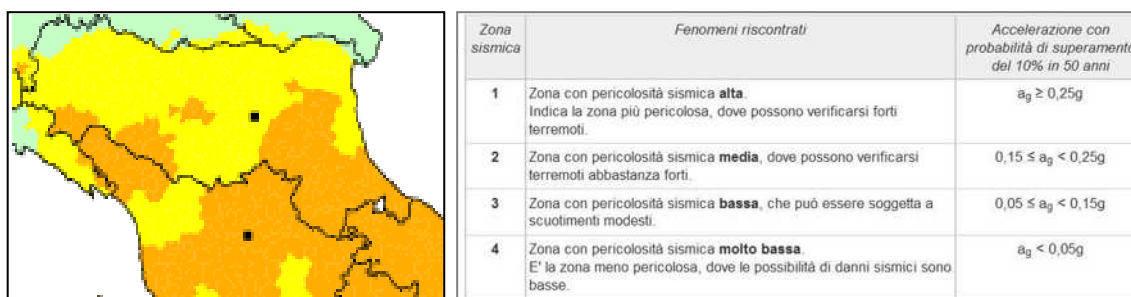 Zona
sismica
Fenomeni riscontrati
Accelerazione con
probabilità di superamento
del 10% in 50 anni
1
Zona con pericolosità sismica alta.
Indica la zona più pericolosa, dove possono verificarsi forti
terremoti.
ag ≥ 0,25g
2
Zona con pericolosità sismica media, dove possono verificarsi
terremoti abbastanza forti.
0,15 ≤ ag < 0,25g
3
Zona con pericolosità sismica bassa, che può essere soggetta a
scuotimenti modesti.
0,05 ≤ ag < 0,15g
4
Zona con pericolosità sismica molto bassa.
E' la zona meno pericolosa, dove le possibilità di danni sismici sono
basse.
ag < 0,05g